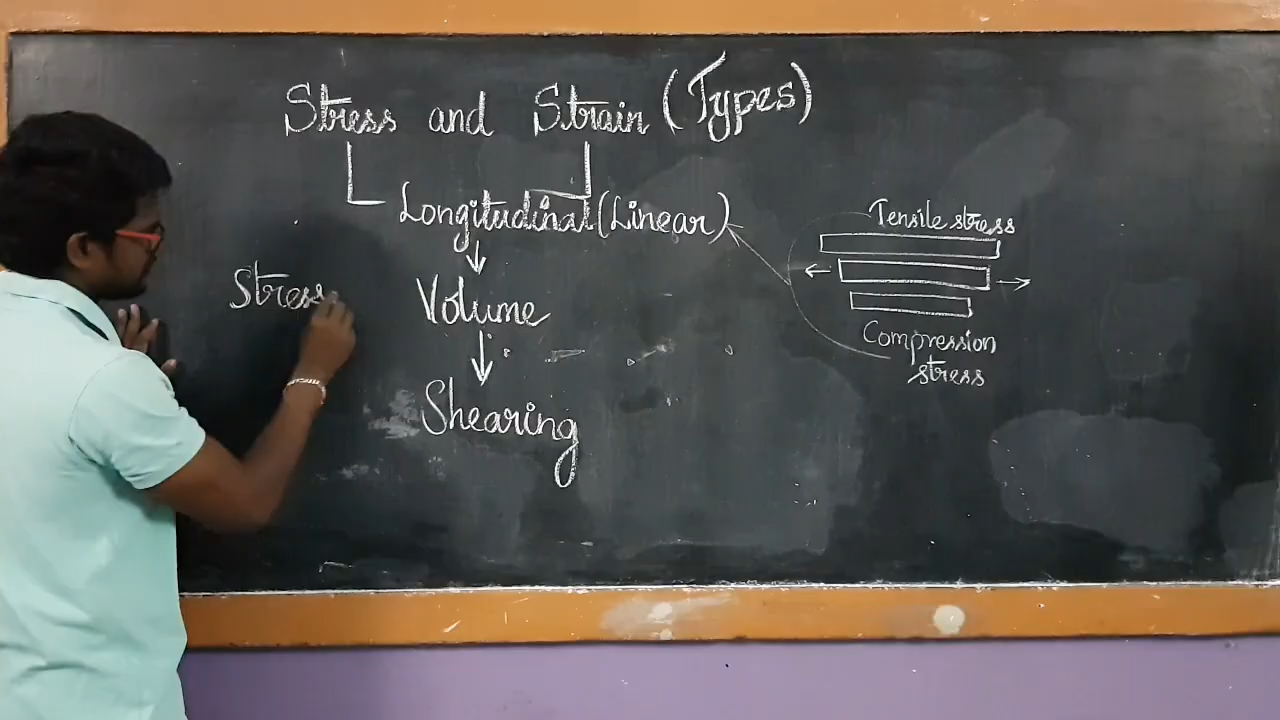 Stress and Strain (Types)
Longitudinal (Linear)
Volume
Shearing
Stress
Tensile stress
Compression
stress